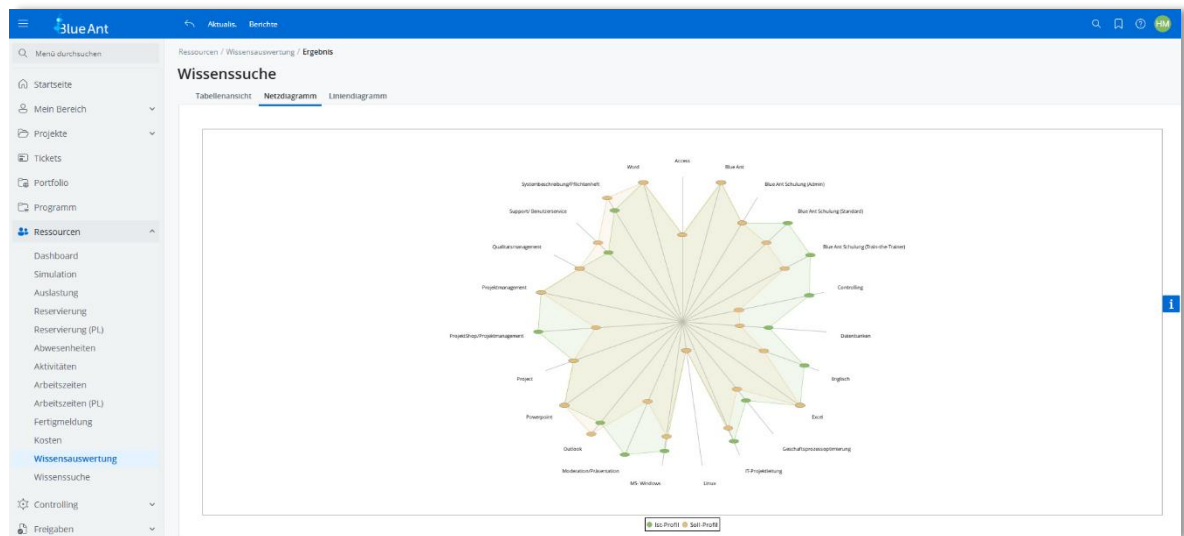 BlueAnt
Aktualis. Berichte
HM
Menü durchsuchen
Startseite
Mein Bereich
Projekte
Tickets
Portfolio
Programm
Ressourcen
Dashboard
Simulation
Auslastung
Reservierung
Reservierung (PL)
Abwesenheiten
Aktivitäten
Arbeitszeiten
Arbeitszeiten (PL)
Fertigmeldung
Kosten
Wissensauswertung
Wissenssuche
Controlling
Freigaben
Ressourcen / Wissensauswertung / Ergebnis
Wissenssuche
Tabellenansicht Netzdiagramm Liniendiagramm
Access
Blue Ant
Blue Ant Schulung (Admin)
Blue Ant Schulung (Standard)
Blue Ant Schulung (Train-the-Trainer)
Controlling
Datenbanken
Englisch
Excel
Geschäftsprozessoptimierung
IT-Projektleitung
Linux
MS- Windows
Moderation/Präsentation
Outlook
Powerpoint
Project
ProjektShop/Projektmanagement
Projektmanagement
Qualitätsmanagement
Support/ Benutzerservice
Systembeschreibung/Pflichtenheft
Word
Ist-Profil Soll-Profil
i